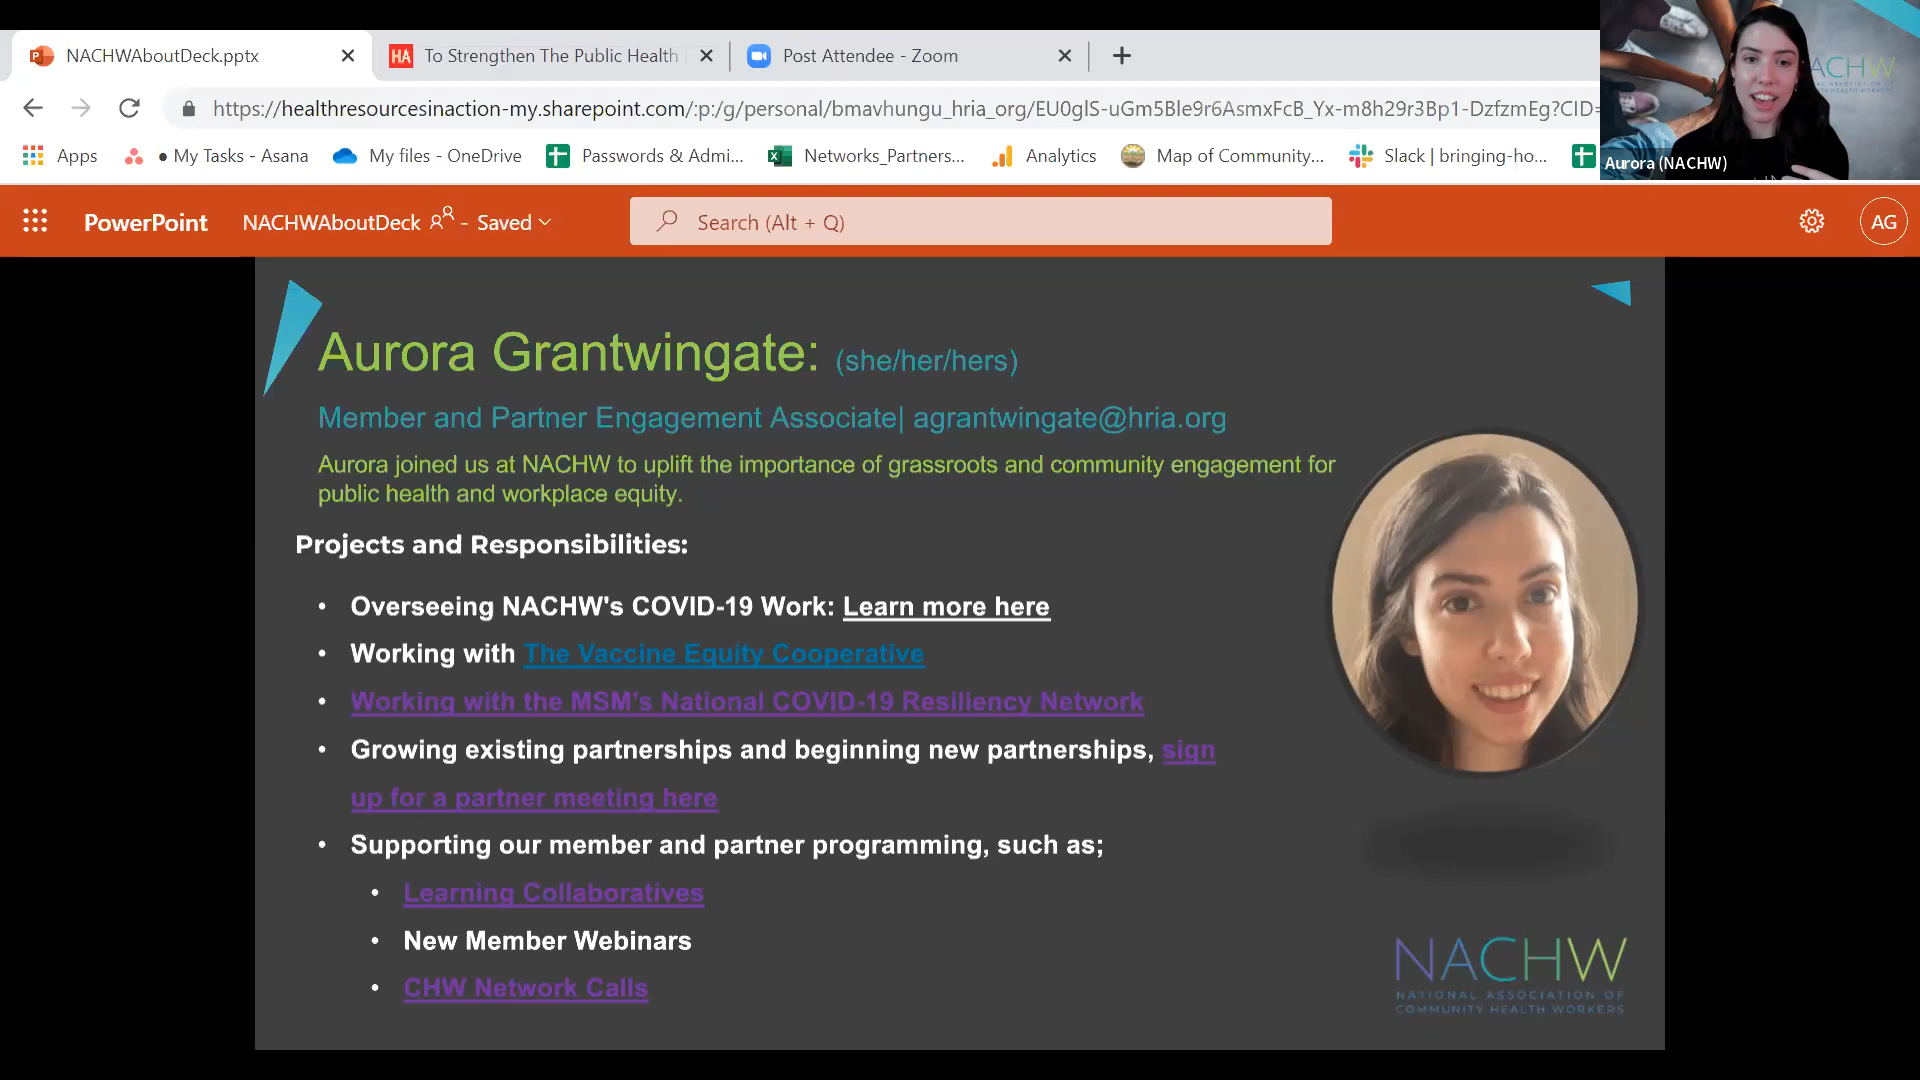 NACHWAboutDeck.pptx
To Strengthen The Public Health
Post Attendee - Zoom
https://healthresourcesinaction-my.sharepoint.com/:p:/g/personal/bmavhungu_hria_org/EU0glS-uGm5Ble9r6AsmxFcB_Yx-m8h29r3Bp1-DzfzmEg?CID=
Apps
● My Tasks - Asana
My files - OneDrive
Passwords & Admi...
Networks_Partners...
Analytics
Map of Community...
Slack | bringing-ho...
ACHW
Aurora (NACHW)
PowerPoint
NACHWAboutDeck - Saved
Search (Alt + Q)
AG
Aurora Grantwingate: (she/her/hers)
Member and Partner Engagement Associate| agrantwingate@hria.org
Aurora joined us at NACHW to uplift the importance of grassroots and community engagement for
public health and workplace equity.
Projects and Responsibilities:
• Overseeing NACHW's COVID-19 Work: Learn more here
• Working with The Vaccine Equity Cooperative
• Working with the MSM's National COVID-19 Resiliency Network
• Growing existing partnerships and beginning new partnerships, sign
up for a partner meeting here
• Supporting our member and partner programming, such as;
• Learning Collaboratives
• New Member Webinars
• CHW Network Calls
NACHW
NATIONAL ASSOCIATION OF
COMMUNITY HEALTH WORKERS